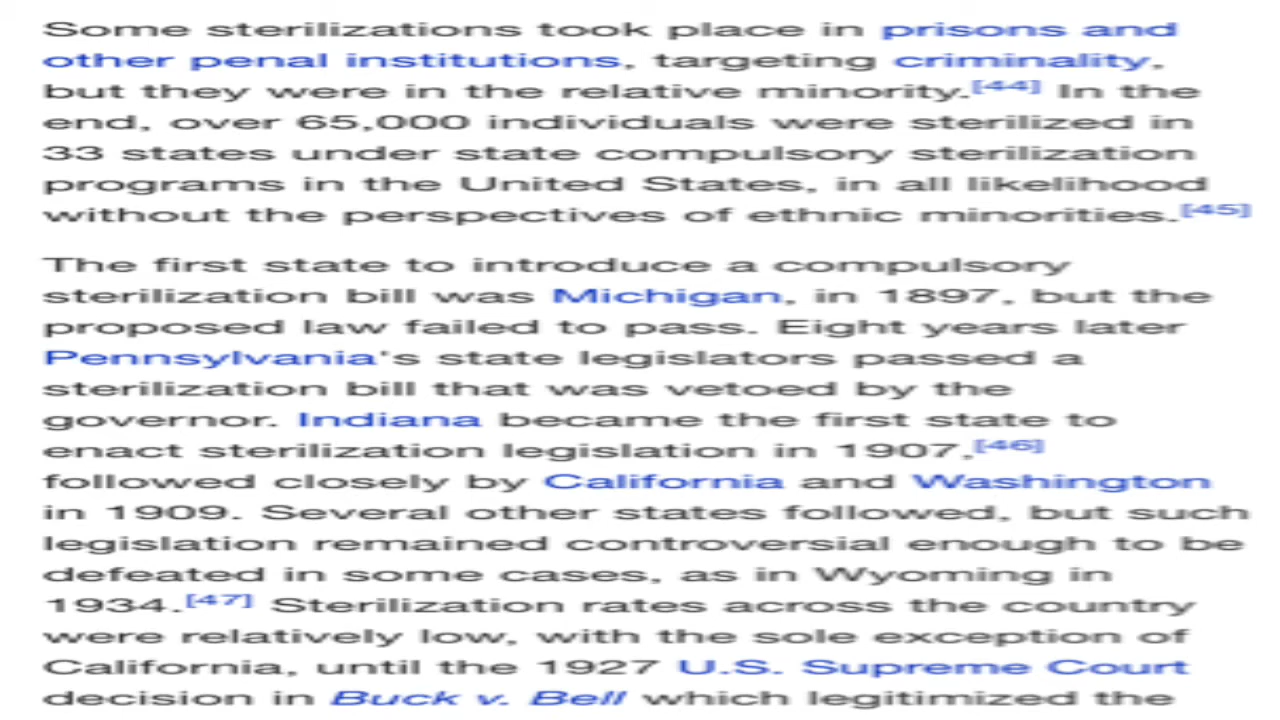 Some sterilizations took place in prisons and
other penal institutions, targeting criminality,
but they were in the relative minority.[44] In the
end, over 65,000 individuals were sterilized in
33 states under state compulsory sterilization
programs in the United States, in all likelihood
without the perspectives of ethnic minorities.[45]
The first state to introduce a compulsory
sterilization bill was Michigan, in 1897, but the
proposed law failed to pass. Eight years later
Pennsylvania's state legislators passed a
sterilization bill that was vetoed by the
governor. Indiana became the first state to
enact sterilization legislation in 1907,[46]
followed closely by California and Washington
in 1909. Several other states followed, but such
legislation remained controversial enough to be
defeated in some cases, as in Wyoming in
1934.[47] Sterilization rates across the country
were relatively low, with the sole exception of
California, until the 1927 U.S. Supreme Court
decision in Buck v. Bell which legitimized the